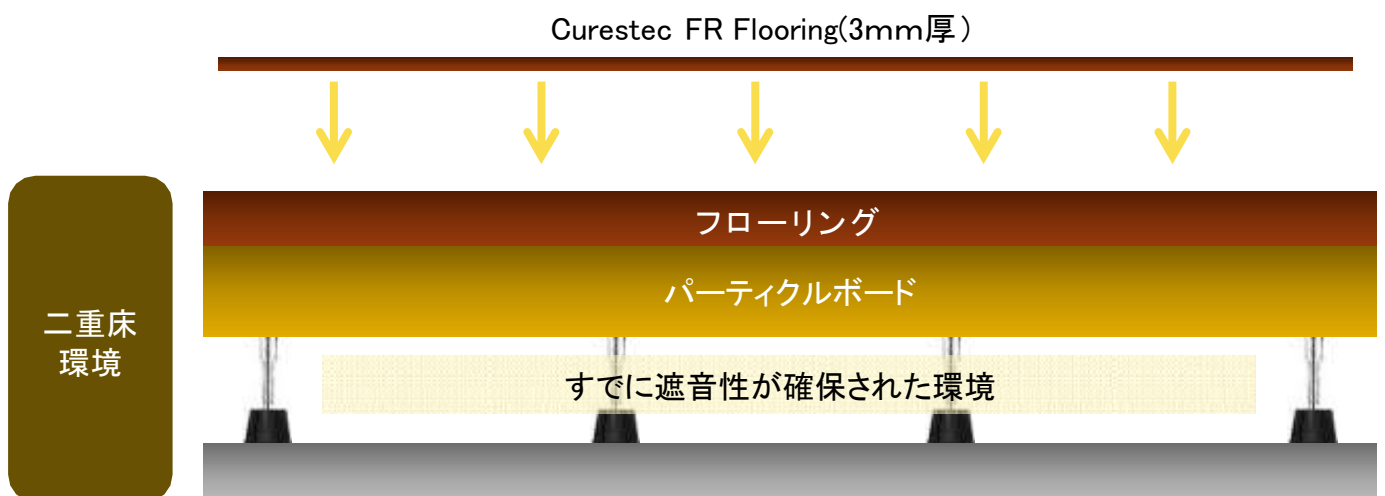 Curestec FR Flooring(3mm厚)
フローリング
パーティクルボード
二重床
環境
すでに遮音性が確保された環境